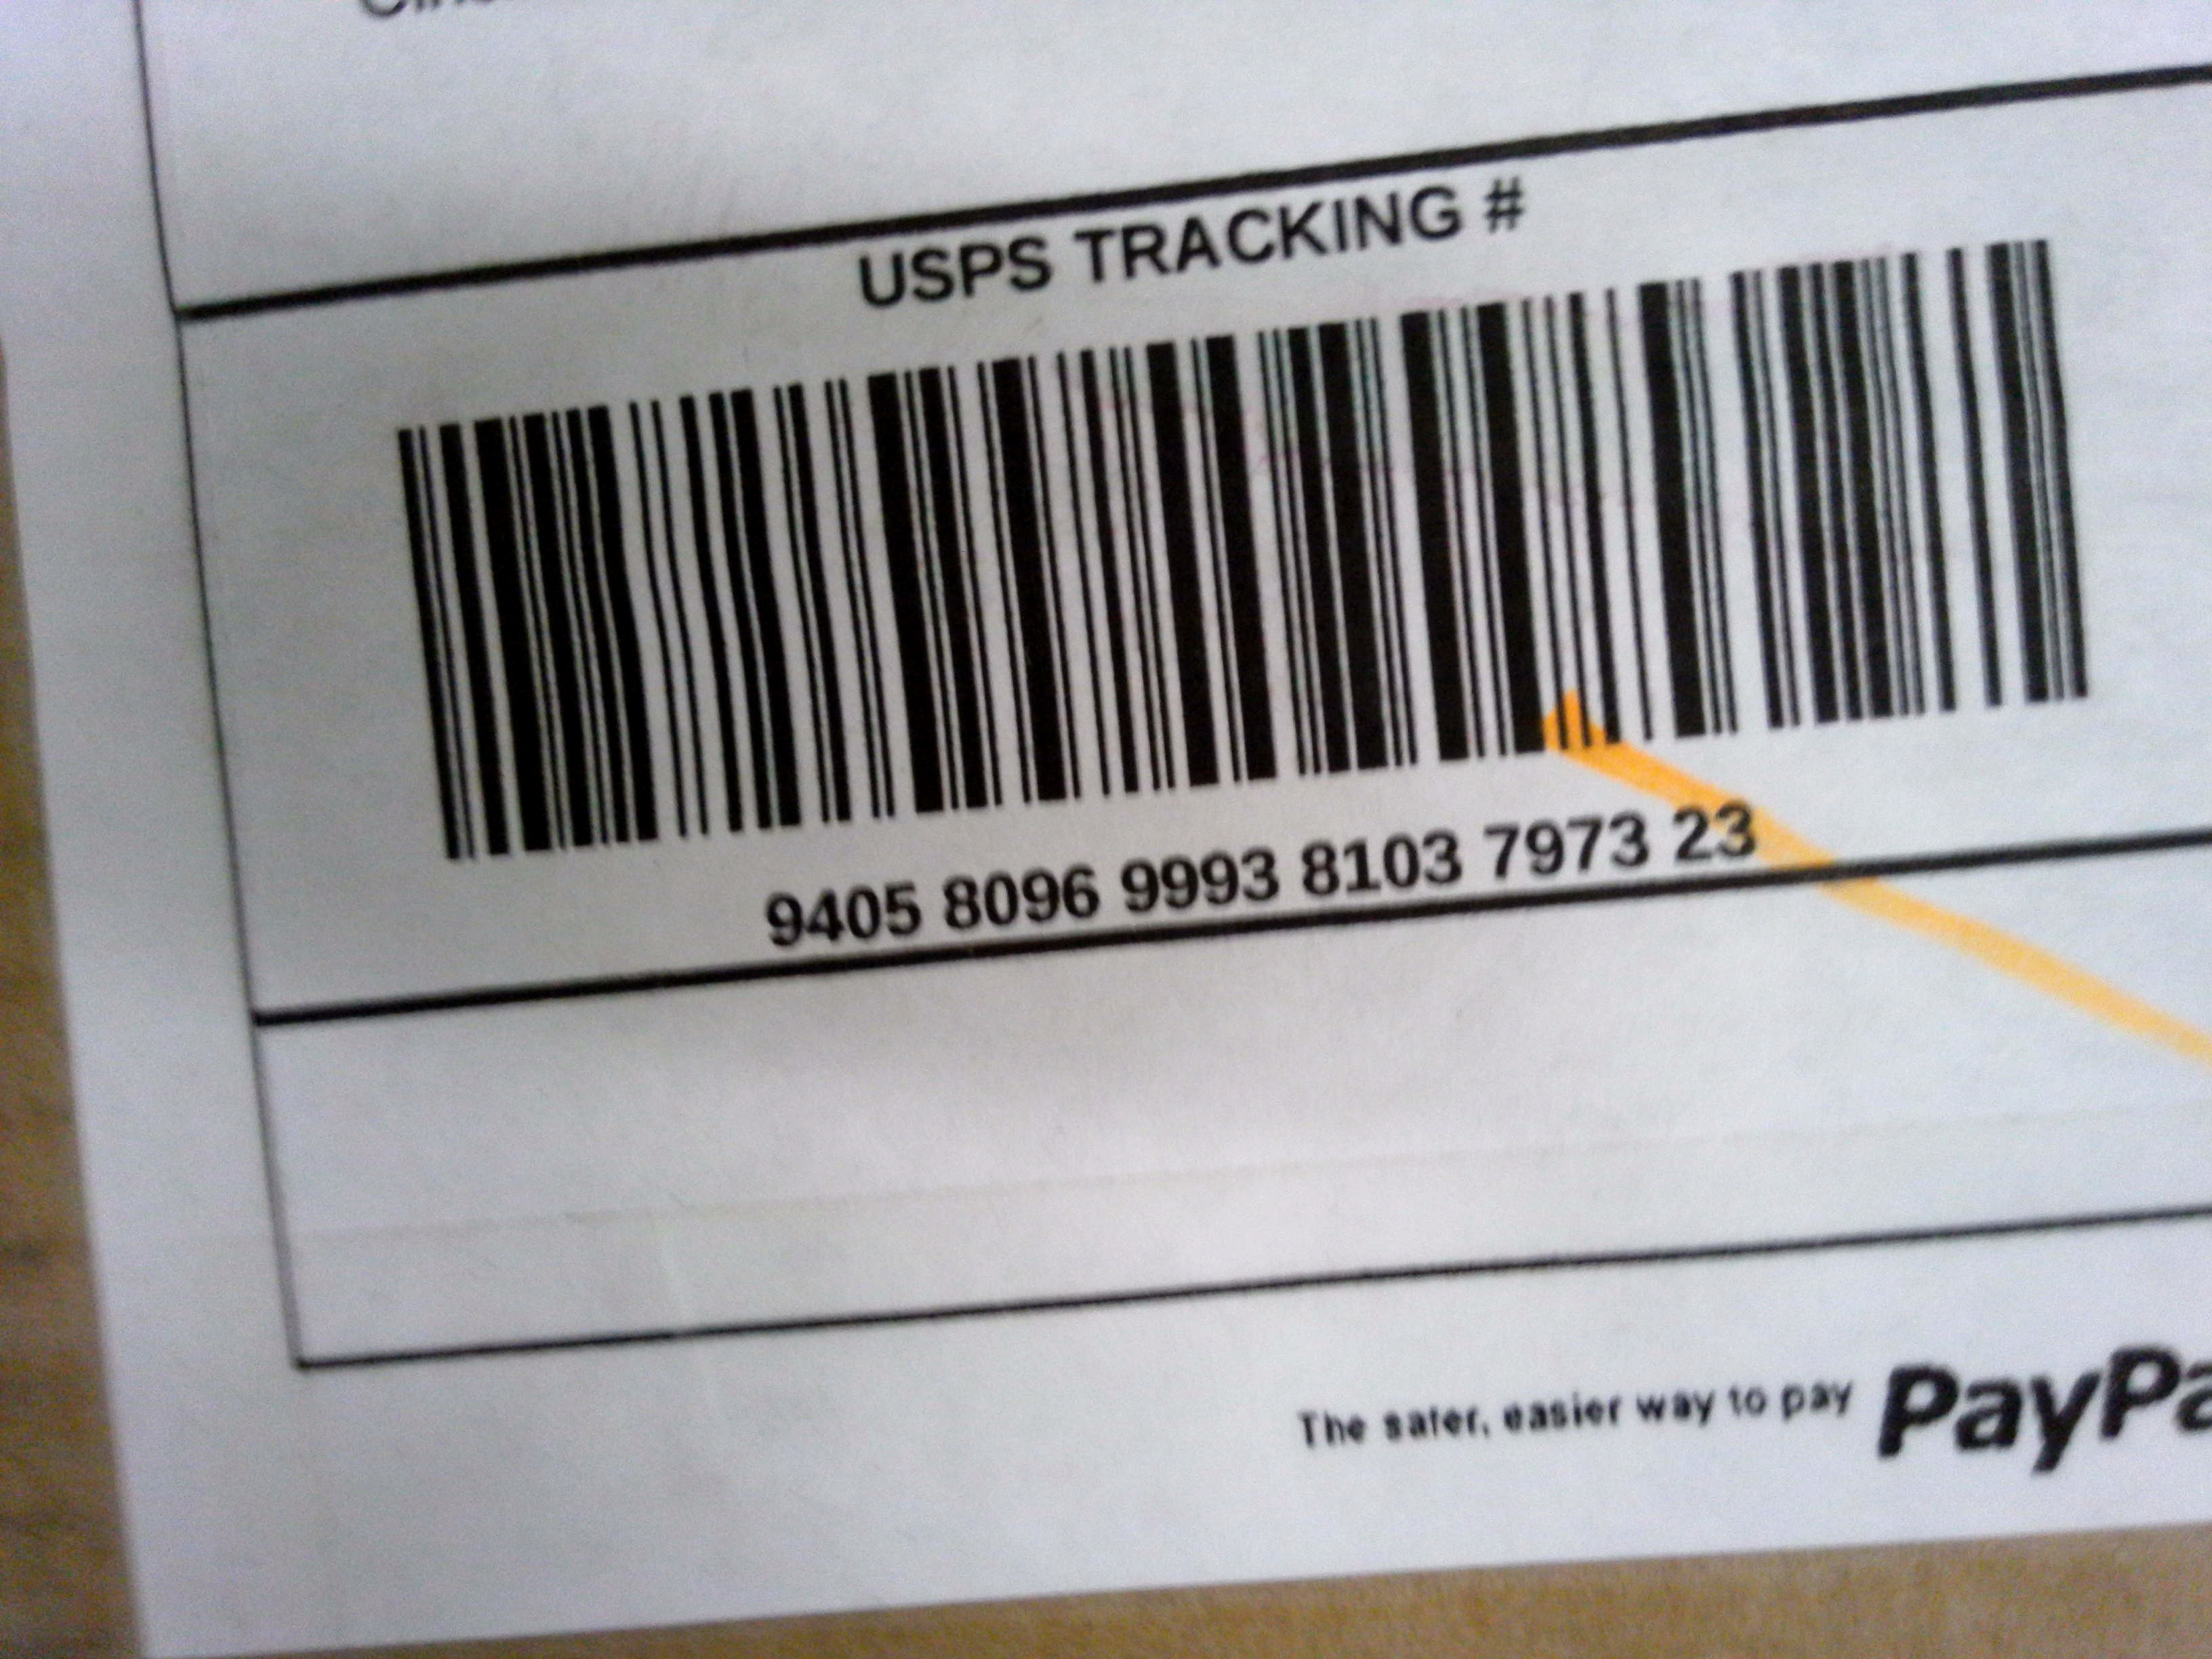 USPS TRACKING #
9405 8096 9993 8103 7973 23
The safer, easier way to pay